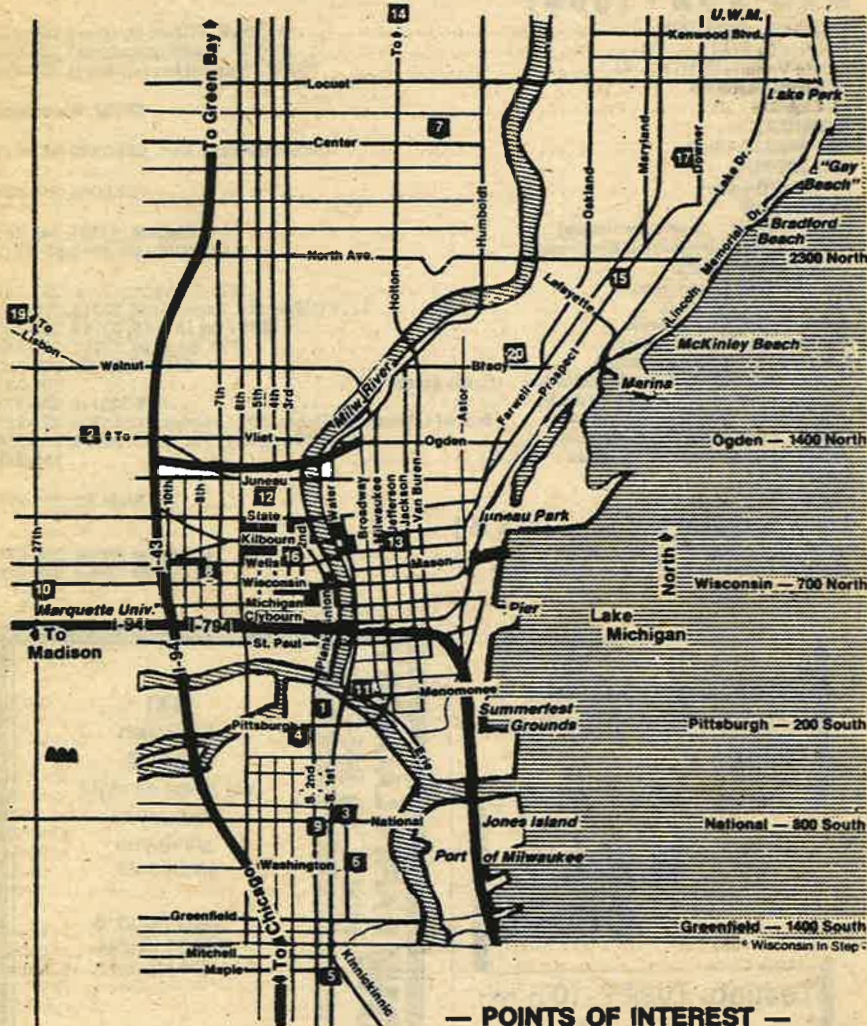 14
U.W.M.
Kenwood Blvd.
To Green Bay
To
Locust
Lake Park
7
Center
Humboldt
Oakland
Maryland
17
Downer
Lake Dr.
"Gay
Beach"
Bradford
Beach
North Ave.
2300 North
Holton
Lafayette
15
Lincoln Memorial Dr.
19
To
Lisbon
Walnut
20
Brady
McKinley Beach
Marina
7th
6th
5th
4th
3rd
Milw. River
Astor
Farwell
Prospect
2
To
Vliet
Ogden
Ogden — 1400 North
Juneau
10th
8th
12
State
2nd
Water
Broadway
Milwaukee
Jefferson
Jackson
Van Buren
Juneau Park
27th
Kilbourn
13
I-43
Wells
16
Mason
North
10
Wisconsin
Wisconsin — 700 North
Marquette Univ.
Michigan
Clybourn
Pier
Lake
Michigan
I-94
I-794
To
Madison
St. Paul
Plankinton
I-94
11
Menomonee
1
Summerfest
Grounds
Pittsburgh
4
Pittsburgh — 200 South
Erie
S. 2nd
S. 1st
3
9
National
Jones Island
National — 800 South
Washington
6
Port
of Milwaukee
Greenfield
Greenfield — 1400 South
© Wisconsin In Step
To Chicago
Mitchell
Maple
5
Kinnickinnic
— POINTS OF INTEREST —